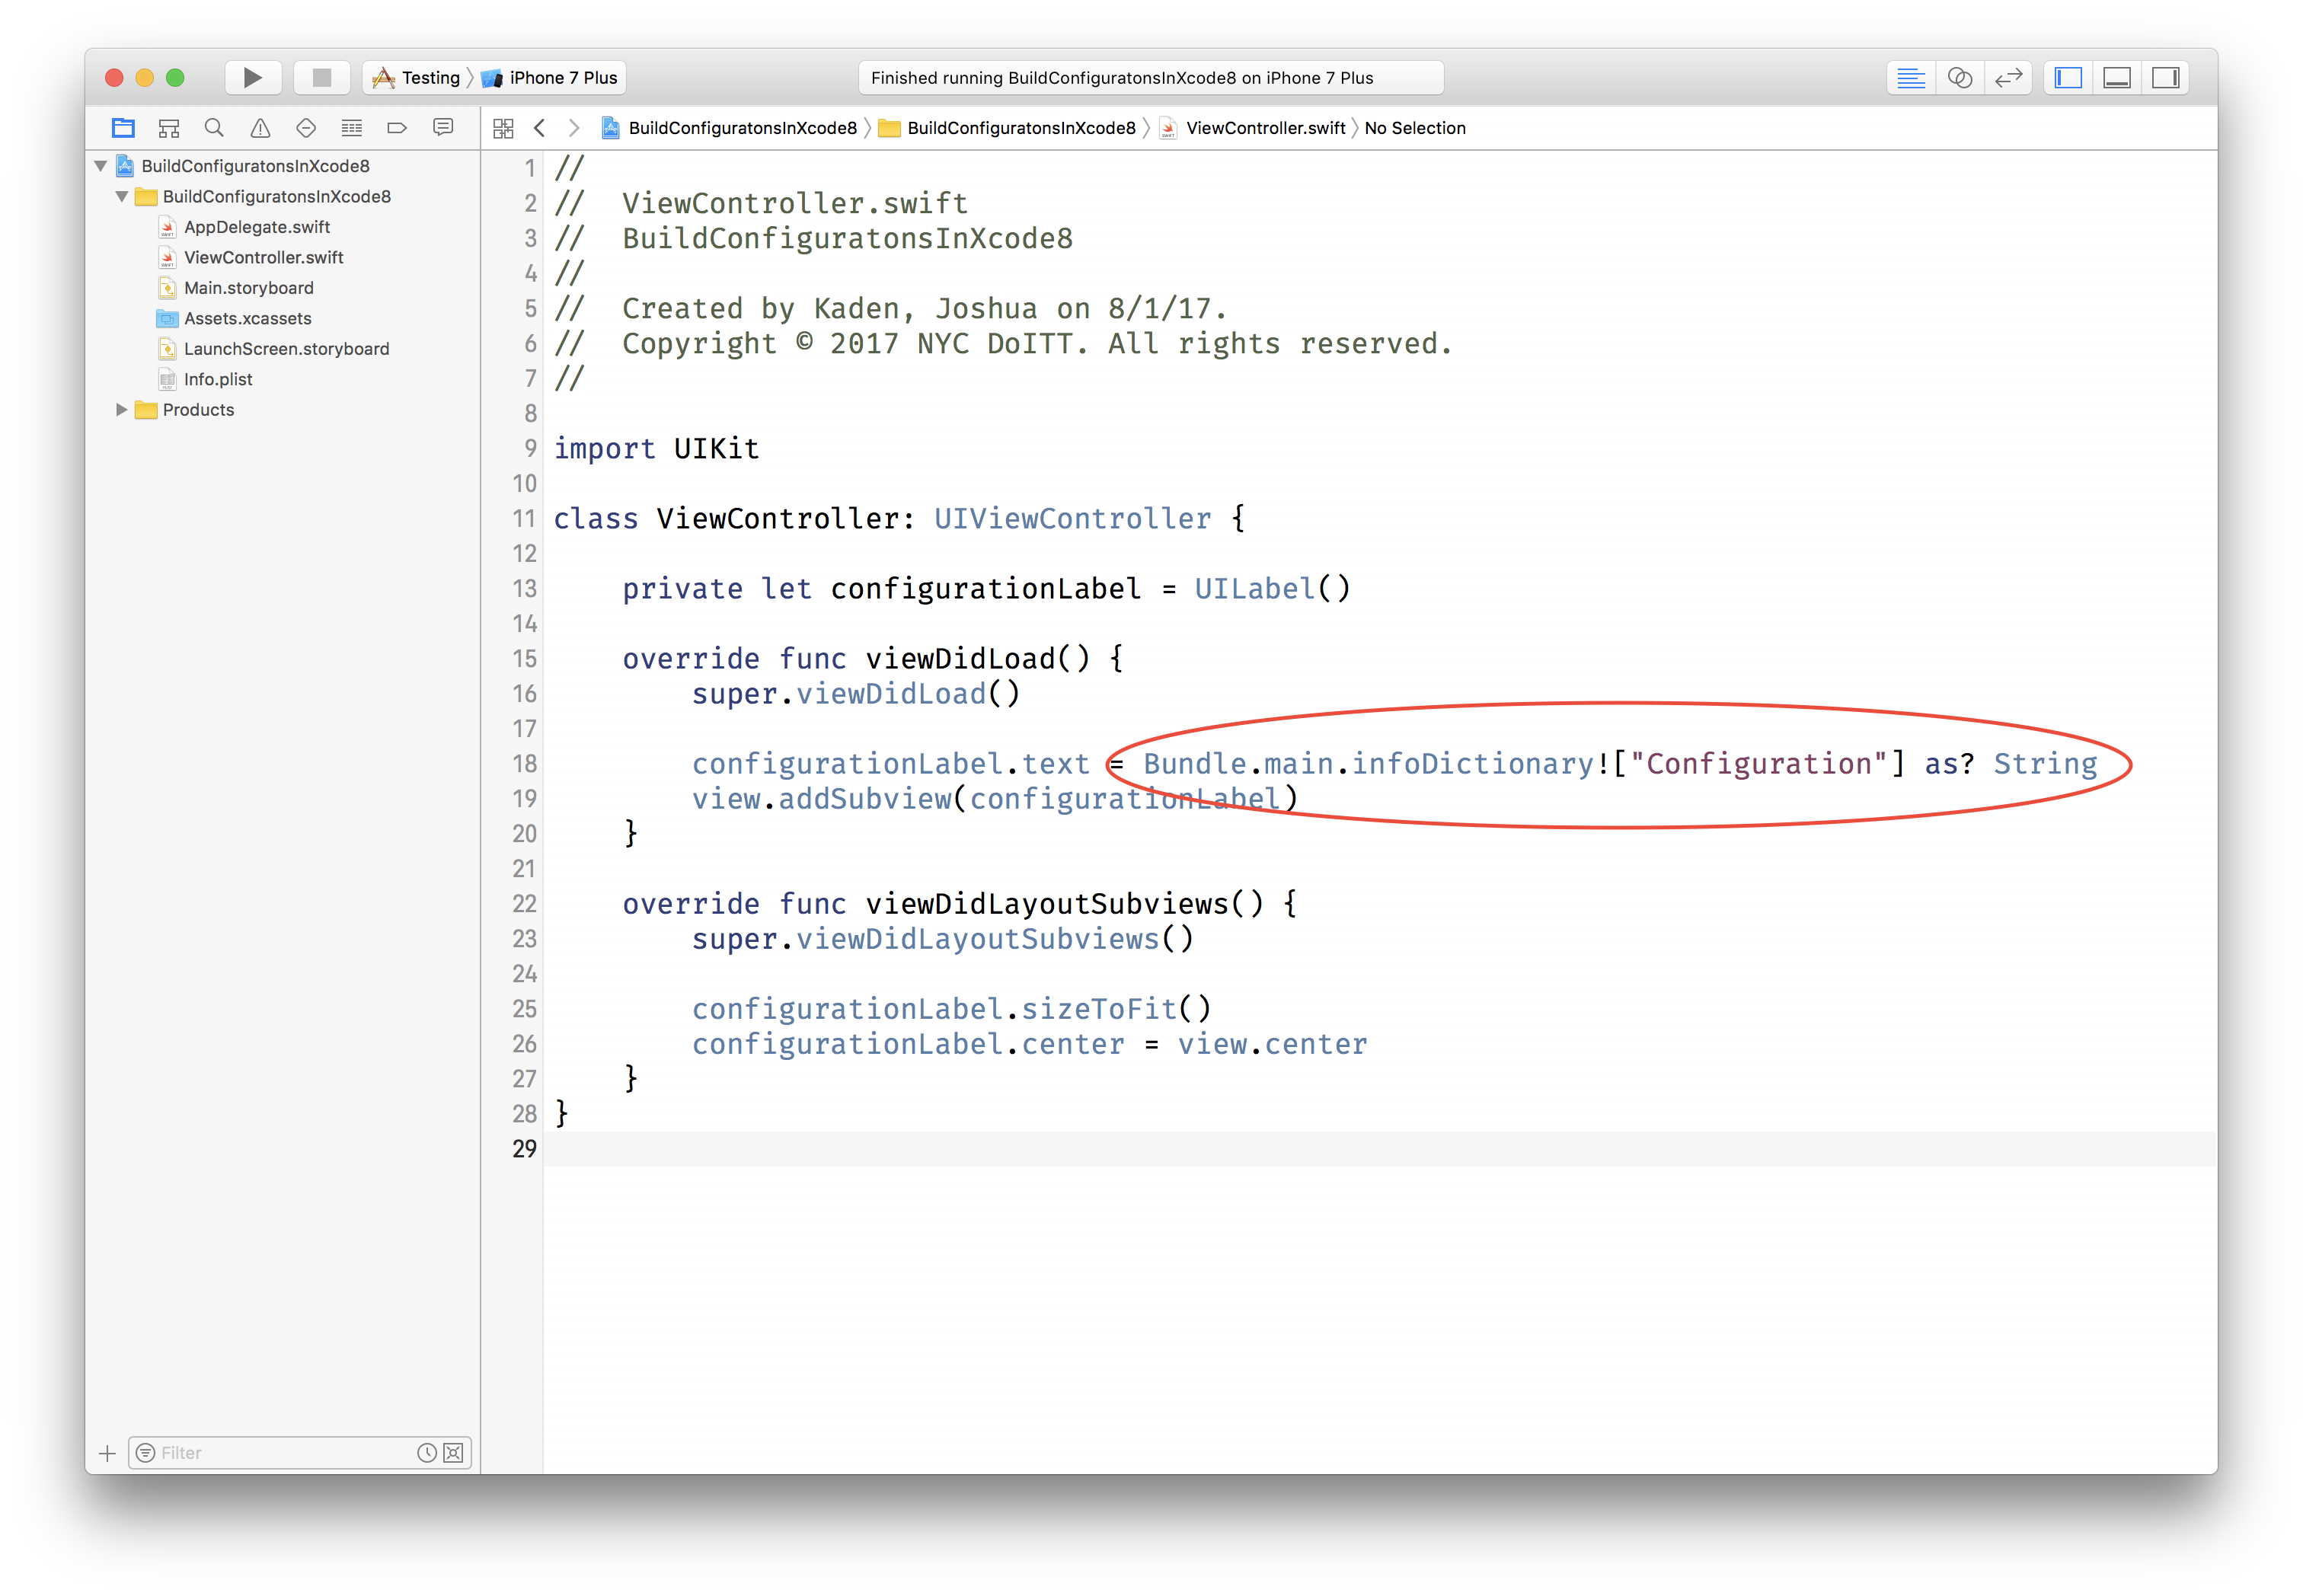 Testing 〉 iPhone 7 Plus
Finished running BuildConfiguratonsInXcode8 on iPhone 7 Plus
BuildConfiguratonsInXcode8 〉 BuildConfiguratonsInXcode8 〉 ViewController.swift 〉 No Selection
BuildConfiguratonsInXcode8
BuildConfiguratonsInXcode8
AppDelegate.swift
ViewController.swift
Main.storyboard
Assets.xcassets
LaunchScreen.storyboard
Info.plist
Products
Filter
1 //
2 //  ViewController.swift
3 //  BuildConfiguratonsInXcode8
4 //
5 //  Created by Kaden, Joshua on 8/1/17.
6 //  Copyright © 2017 NYC DoITT. All rights reserved.
7 //
8
9 import UIKit
10
11 class ViewController: UIViewController {
12
13     private let configurationLabel = UILabel()
14
15     override func viewDidLoad() {
16         super.viewDidLoad()
17
18         configurationLabel.text = Bundle.main.infoDictionary!["Configuration"] as? String
19         view.addSubview(configurationLabel)
20     }
21
22     override func viewDidLayoutSubviews() {
23         super.viewDidLayoutSubviews()
24
25         configurationLabel.sizeToFit()
26         configurationLabel.center = view.center
27     }
28 }
29